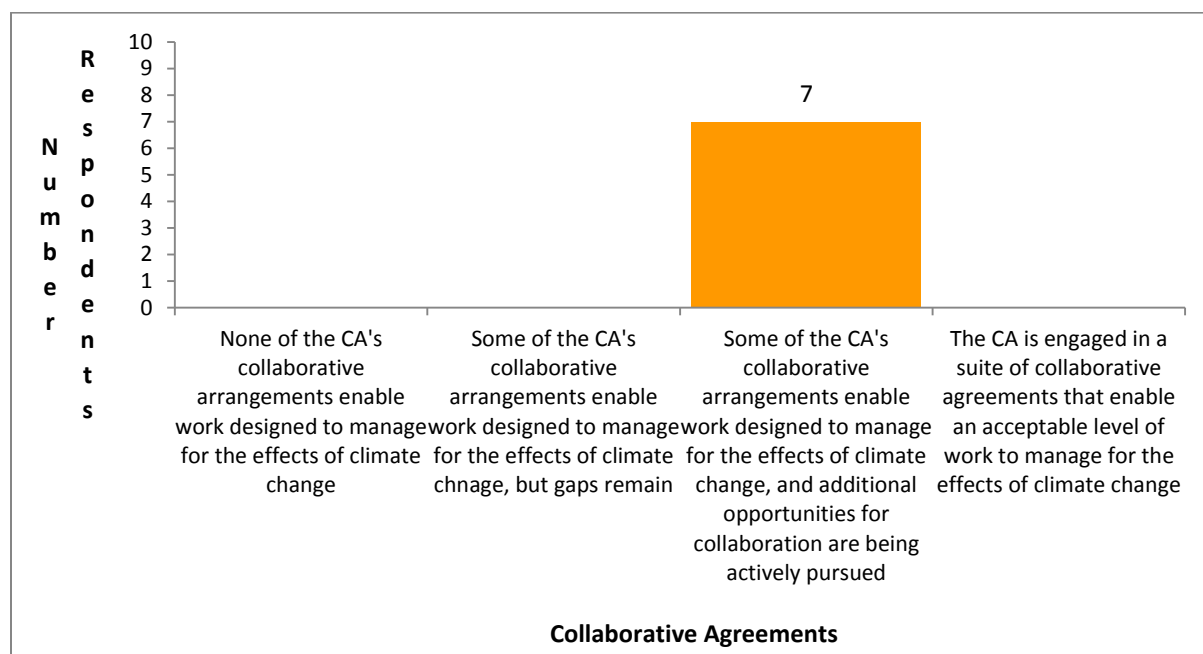 Number
Respondents
10
9
8
7
6
5
4
3
2
1
0
7
None of the CA's
collaborative
arrangements enable
work designed to manage
for the effects of climate
change
Some of the CA's
collaborative
arrangements enable
work designed to manage
for the effects of climate
chnage, but gaps remain
Some of the CA's
collaborative
arrangements enable
work designed to manage
for the effects of climate
change, and additional
opportunities for
collaboration are being
actively pursued
The CA is engaged in a
suite of collaborative
agreements that enable
an acceptable level of
work to manage for the
effects of climate change
Collaborative Agreements